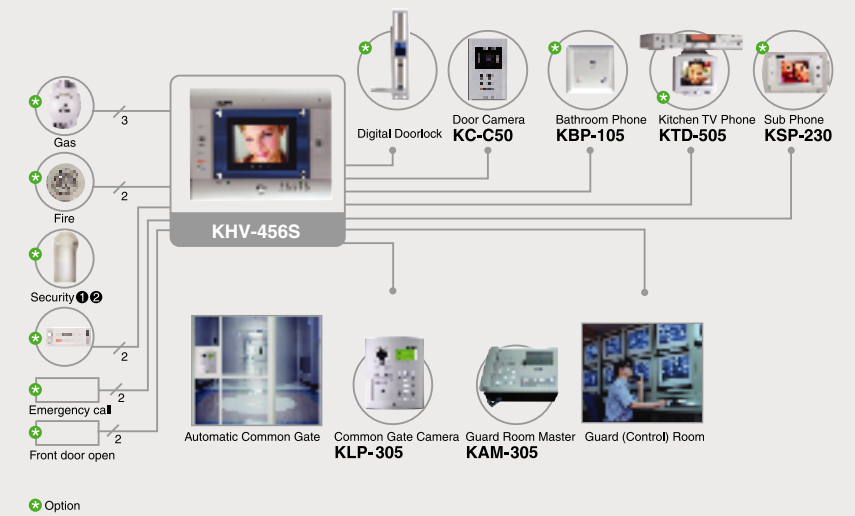 Digital Doorlock
Door Camera
KC-C50
Bathroom Phone
KBP-105
Kitchen TV Phone
KTD-505
Sub Phone
KSP-230
3
Gas
2
Fire
KHV-456S
Security ❶❷
2
2
Emergency call
2
Front door open
Automatic Common Gate
Common Gate Camera
KLP-305
Guard Room Master
KAM-305
Guard (Control) Room
Option